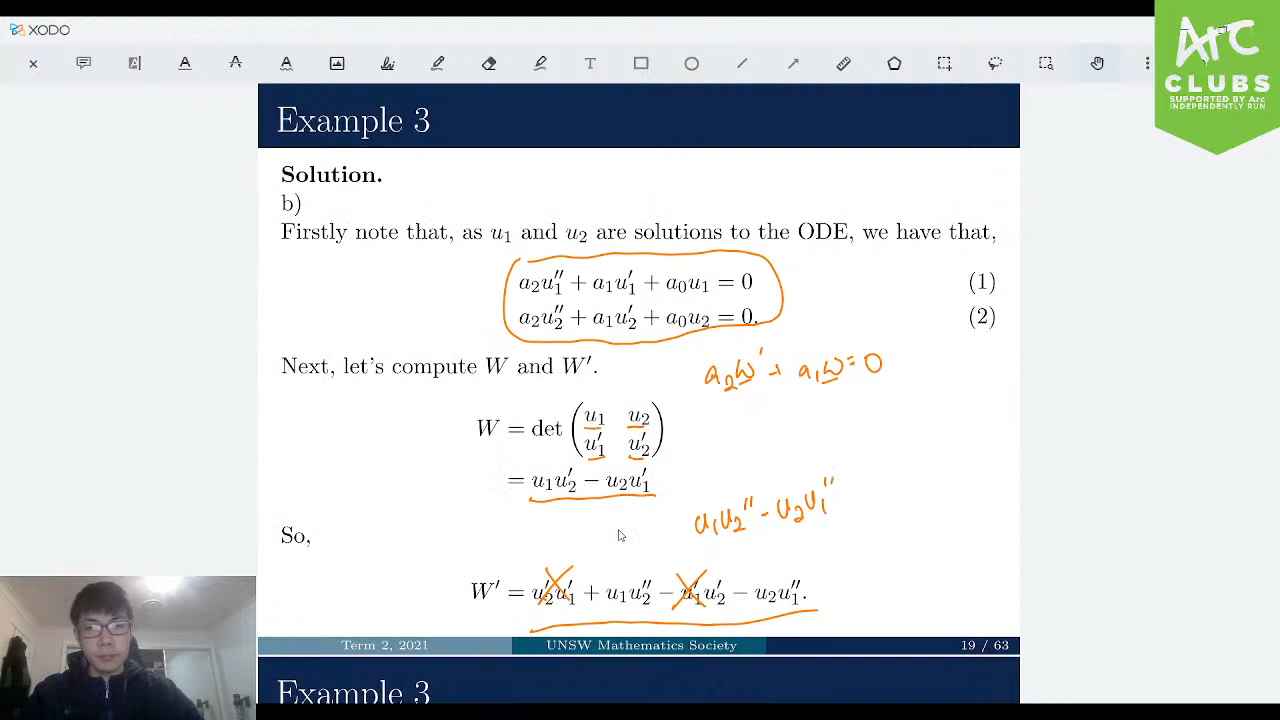 XODO
Arc
CLUBS
SUPPORTED BY Arc
INDEPENDENTLY RUN
Example 3
Solution.
b)
Firstly note that, as u₁ and u₂ are solutions to the ODE, we have that,
a₂u₁″ + a₁u₁′ + a₀u₁ = 0 (1)
a₂u₂″ + a₁u₂′ + a₀u₂ = 0. (2)
Next, let's compute W and W′.
a₂W′ + a₁W = 0
W = det ( u₁ u₂
u₁′ u₂′ )
= u₁u₂′ − u₂u₁′
u₁u₂″ − u₂u₁″
So,
W′ = u₂′u₁′ + u₁u₂″ − u₁′u₂′ − u₂u₁″.
Term 2, 2021 UNSW Mathematics Society 19 / 63
Example 3